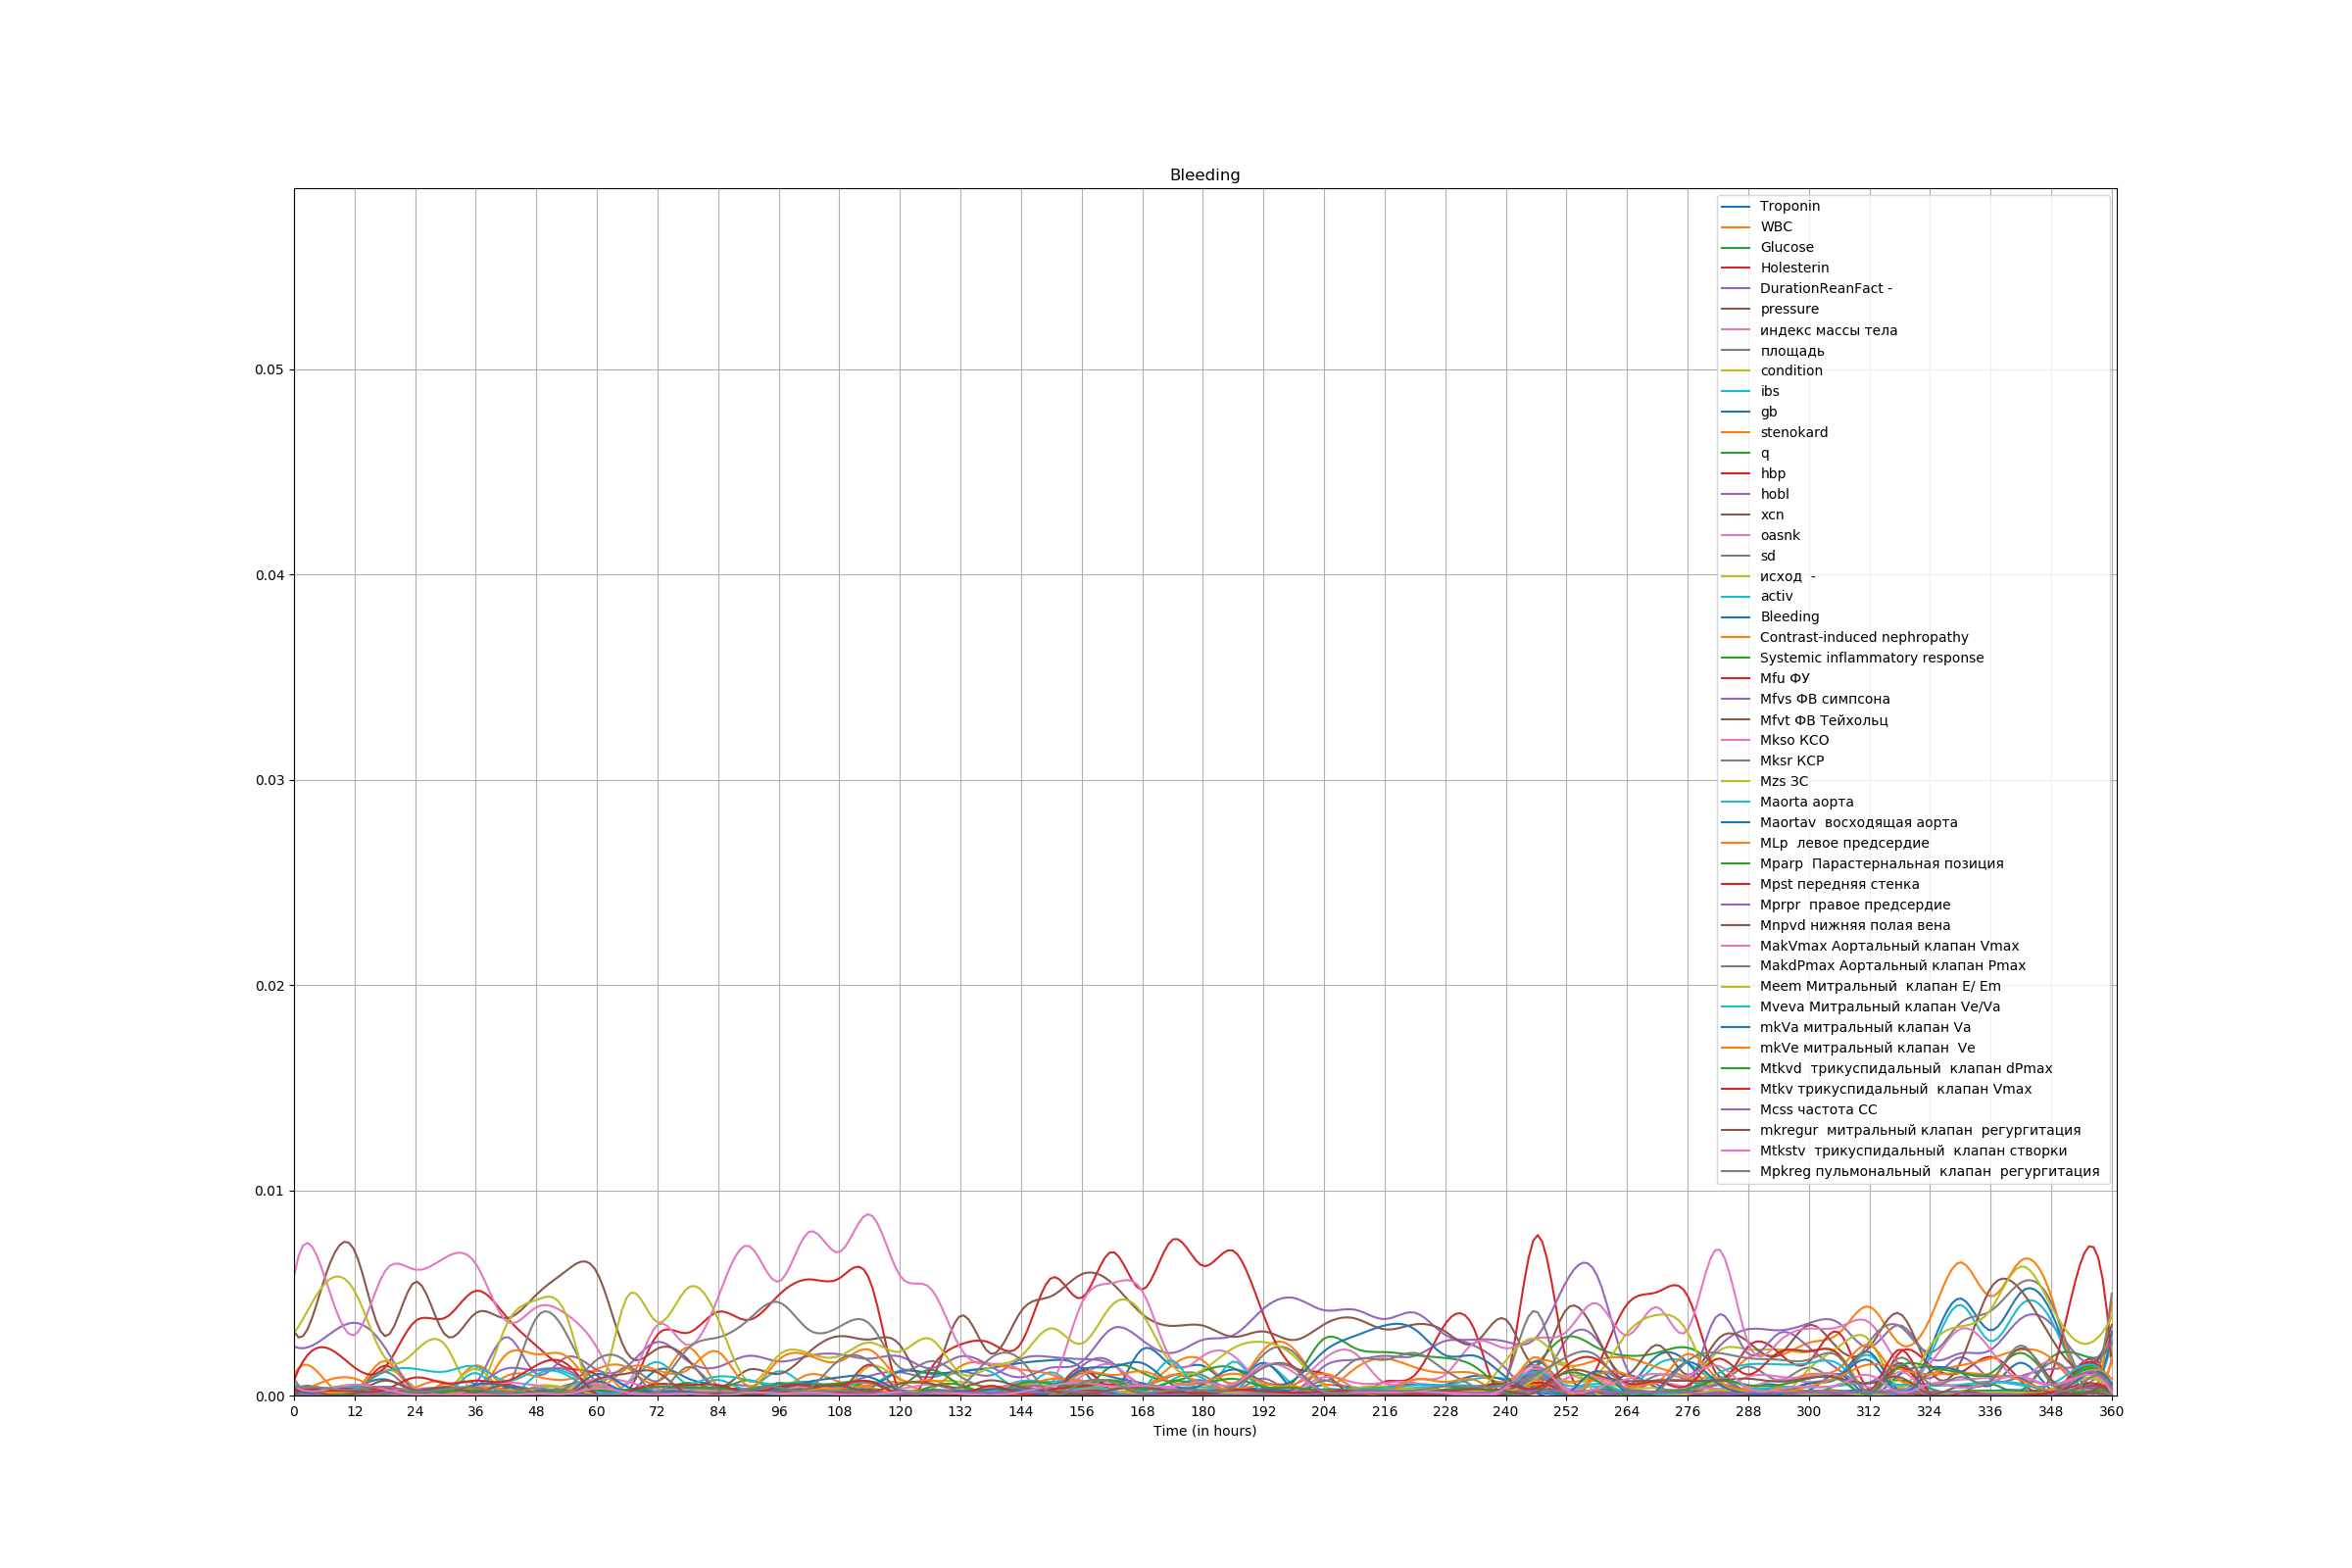 Bleeding
Troponin
WBC
Glucose
Holesterin
DurationReanFact -
pressure
индекс массы тела
площадь
condition
ibs
gb
stenokard
q
hbp
hobl
xcn
oasnk
sd
исход  -
activ
Bleeding
Contrast-induced nephropathy
Systemic inflammatory response
Mfu ФУ
Mfvs ФВ симпсона
Mfvt ФВ Тейхольц
Mkso КСО
Mksr КСР
Mzs ЗС
Maorta аорта
Maortav  восходящая аорта
MLp  левое предсердие
Mparp  Парастернальная позиция
Mpst передняя стенка
Mprpr  правое предсердие
Mnpvd нижняя полая вена
MakVmax Аортальный клапан Vmax
MakdPmax Аортальный клапан Pmax
Meem Митральный  клапан E/ Em
Mveva Митральный клапан Ve/Va
mkVa митральный клапан Va
mkVe митральный клапан  Ve
Mtkvd  трикуспидальный  клапан dPmax
Mtkv трикуспидальный  клапан Vmax
Mcss частота СС
mkregur  митральный клапан  регургитация
Mtkstv  трикуспидальный  клапан створки
Mpkreg пульмональный  клапан  регургитация
0.05
0.04
0.03
0.02
0.01
0.00
0 12 24 36 48 60 72 84 96 108 120 132 144 156 168 180 192 204 216 228 240 252 264 276 288 300 312 324 336 348 360
Time (in hours)